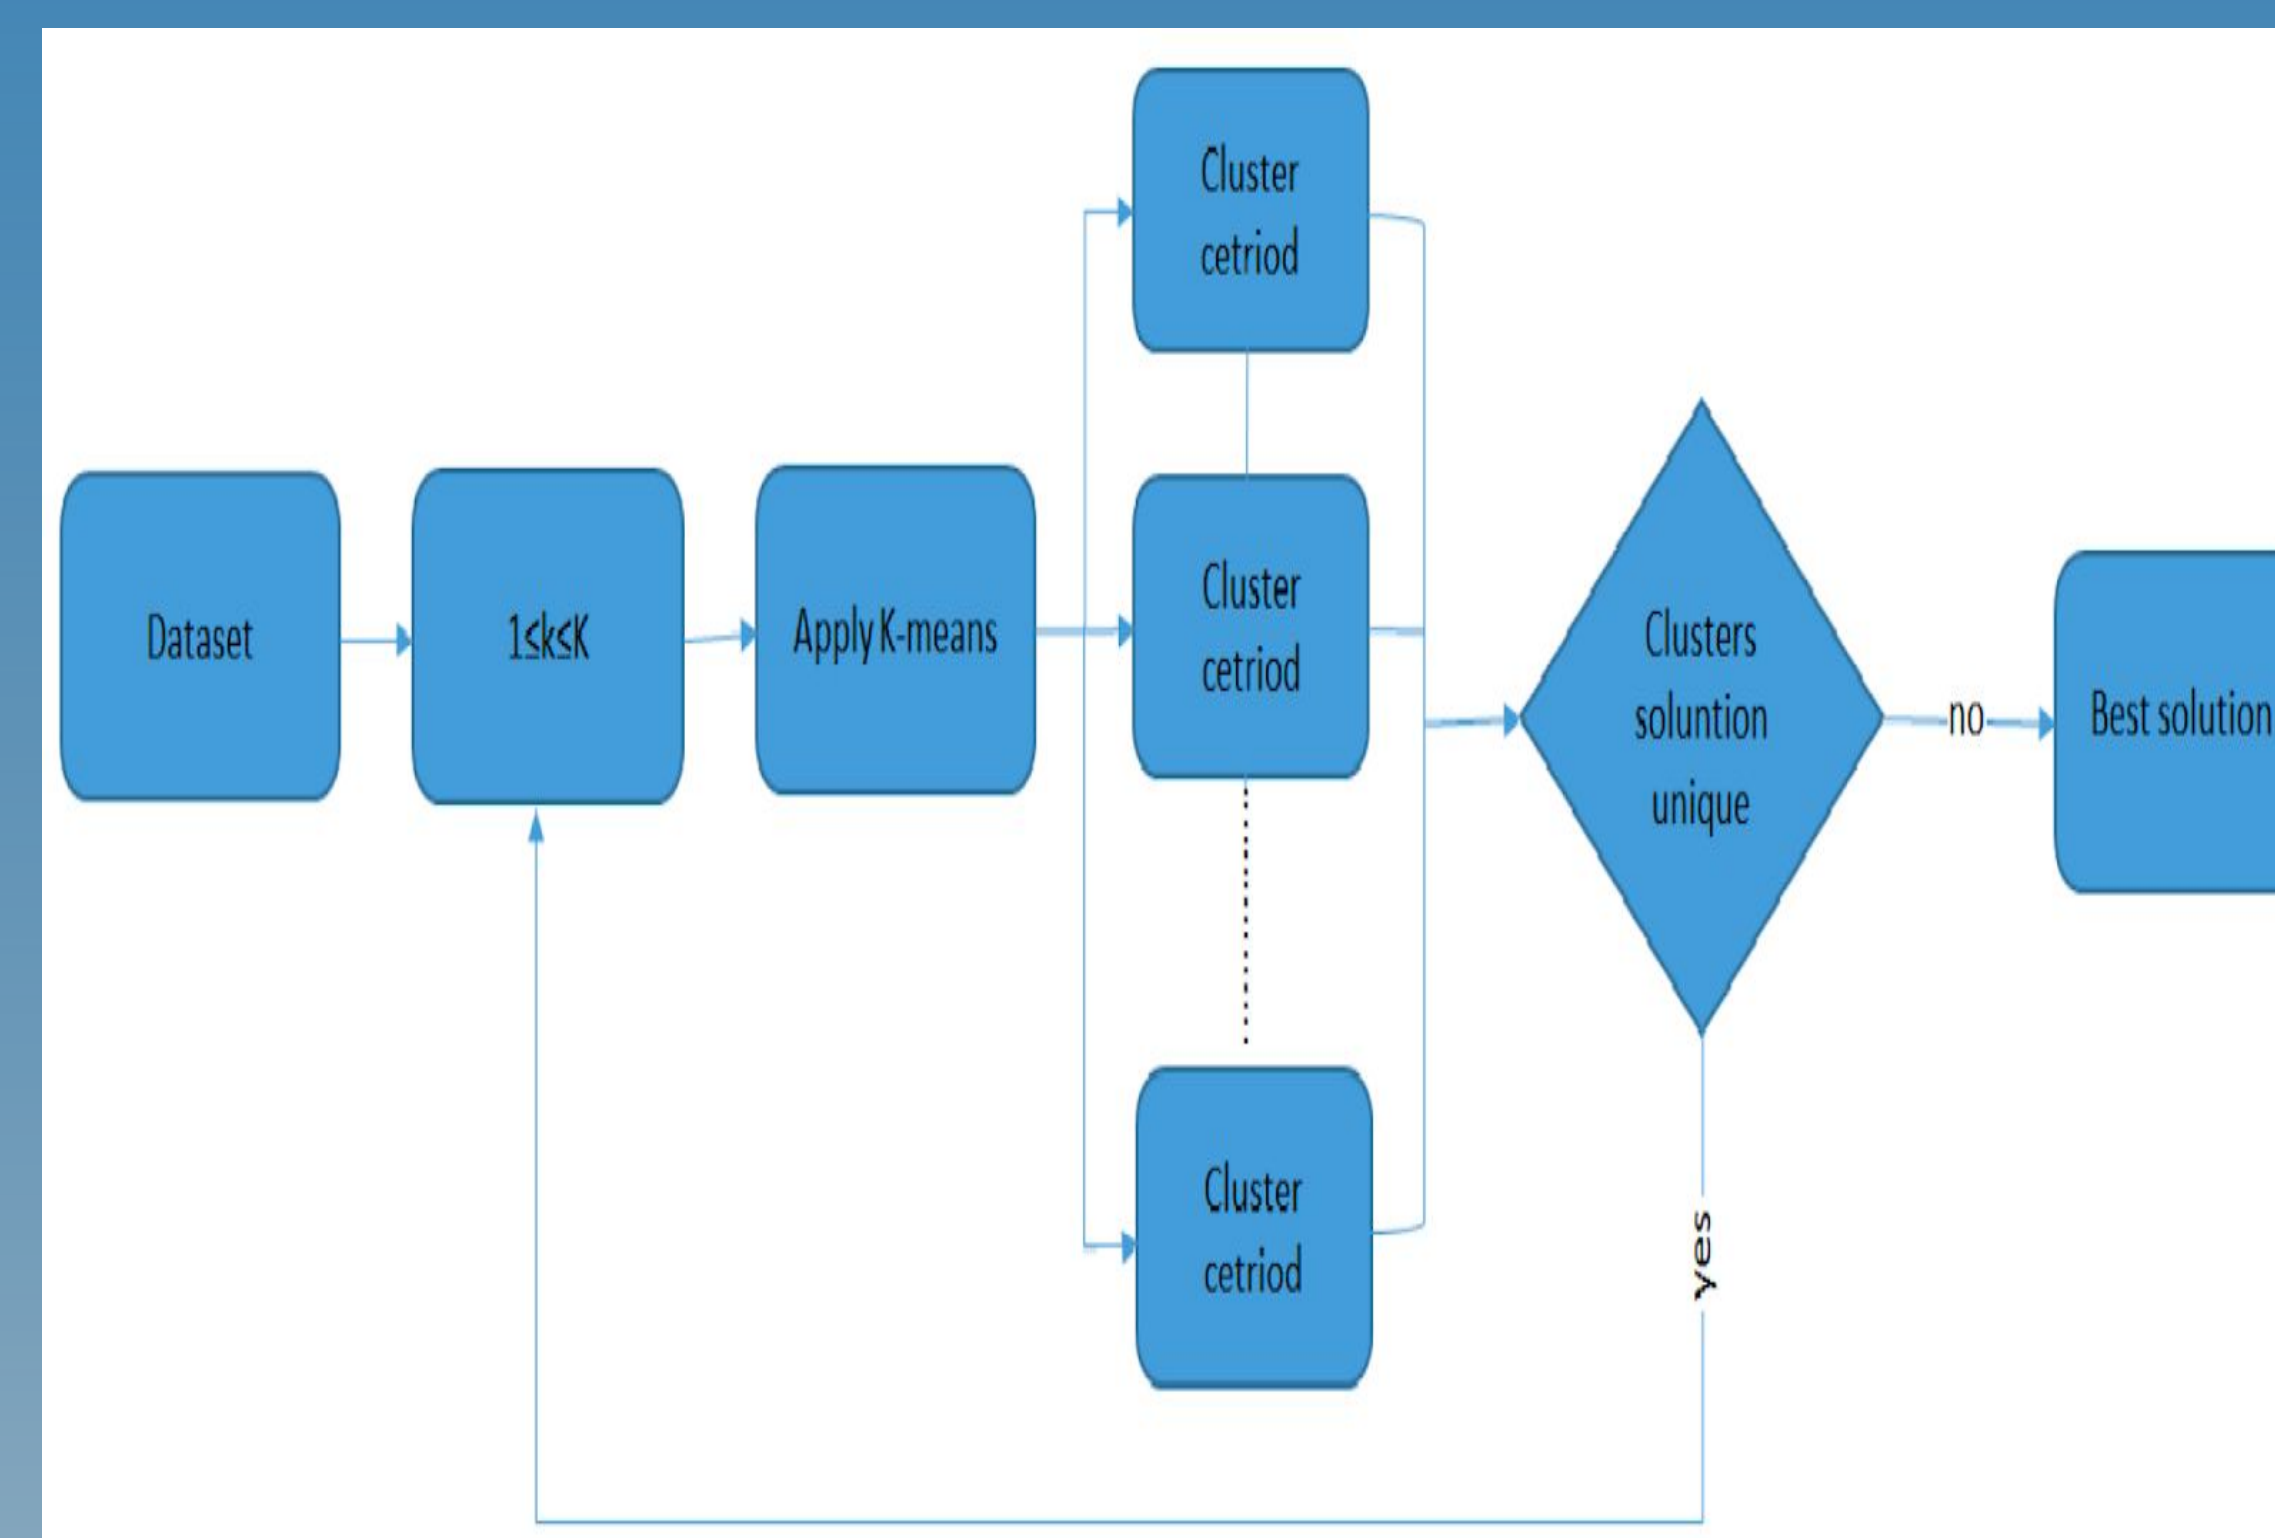 Dataset
1≤k≤K
Apply K-means
Cluster
cetriod
Cluster
cetriod
Cluster
cetriod
Clusters
soluntion
unique
no
Best solution
yes